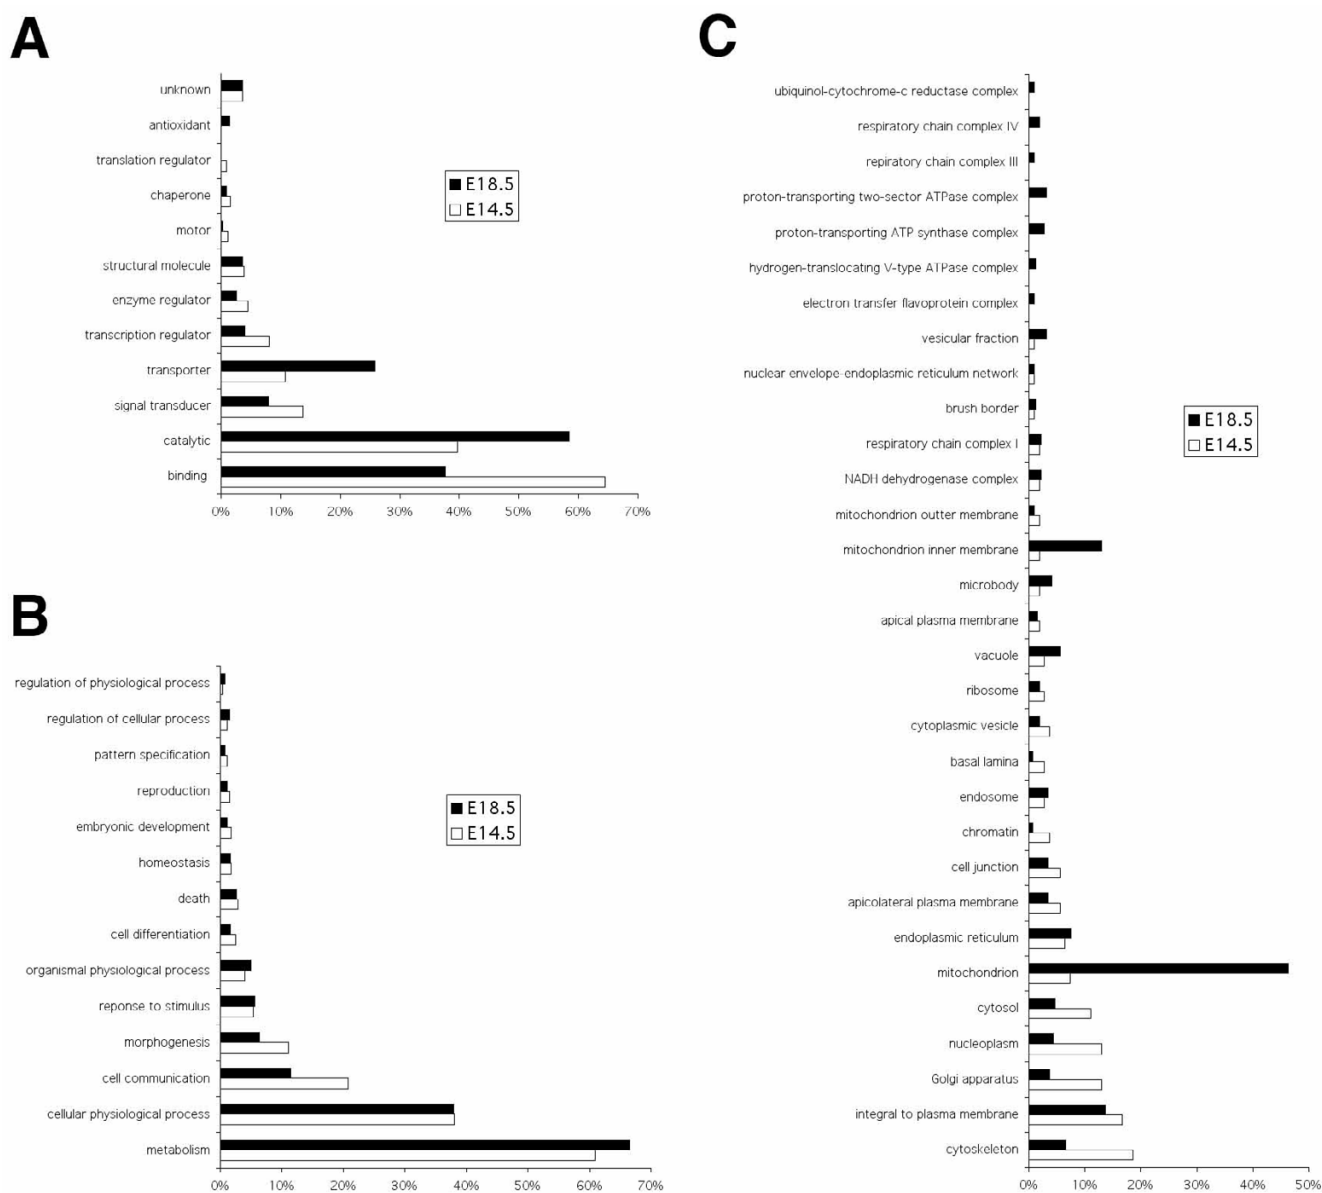 A
unknown
antioxidant
translation regulator
chaperone
motor
structural molecule
enzyme regulator
transcription regulator
transporter
signal transducer
catalytic
binding
0% 10% 20% 30% 40% 50% 60% 70%
E18.5
E14.5
B
regulation of physiological process
regulation of cellular process
pattern specification
reproduction
embryonic development
homeostasis
death
cell differentiation
organismal physiological process
reponse to stimulus
morphogenesis
cell communication
cellular physiological process
metabolism
0% 10% 20% 30% 40% 50% 60% 70%
E18.5
E14.5
C
ubiquinol-cytochrome-c reductase complex
respiratory chain complex IV
repiratory chain complex III
proton-transporting two-sector ATPase complex
proton-transporting ATP synthase complex
hydrogen-translocating V-type ATPase complex
electron transfer flavoprotein complex
vesicular fraction
nuclear envelope-endoplasmic reticulum network
brush border
respiratory chain complex I
NADH dehydrogenase complex
mitochondrion outter membrane
mitochondrion inner membrane
microbody
apical plasma membrane
vacuole
ribosome
cytoplasmic vesicle
basal lamina
endosome
chromatin
cell junction
apicolateral plasma membrane
endoplasmic reticulum
mitochondrion
cytosol
nucleoplasm
Golgi apparatus
integral to plasma membrane
cytoskeleton
0% 10% 20% 30% 40% 50%
E18.5
E14.5